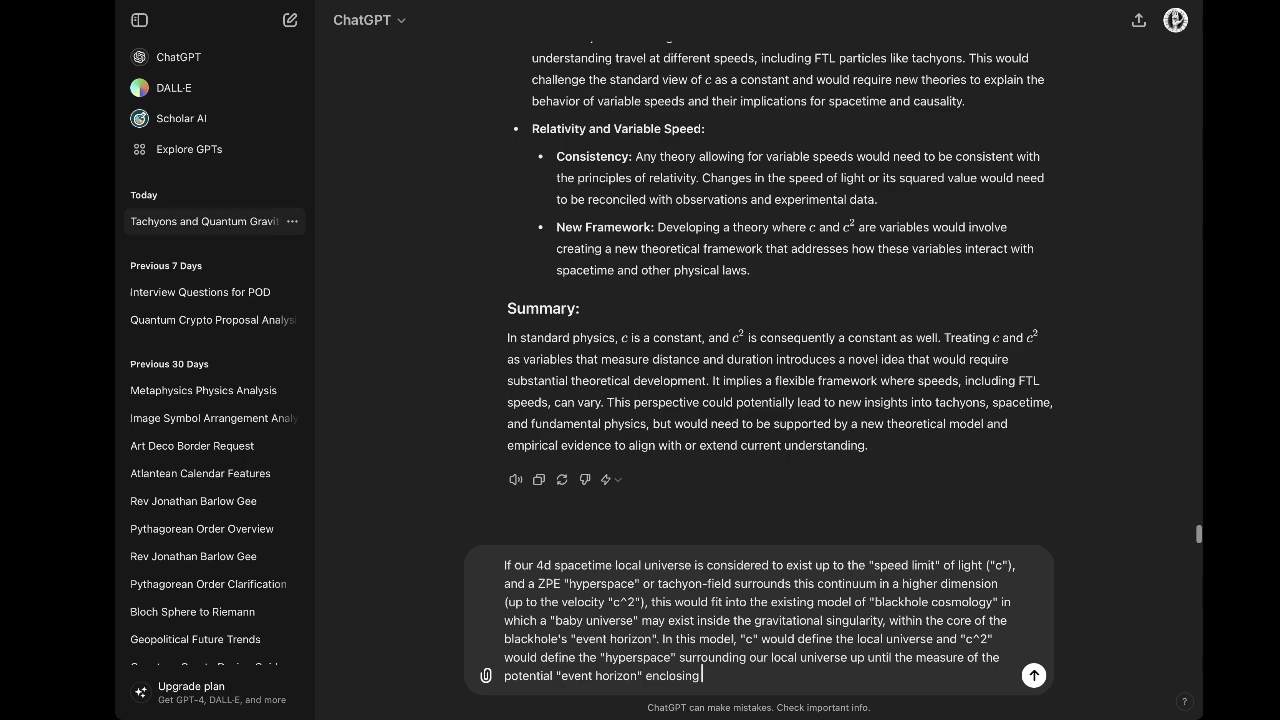 ChatGPT
ChatGPT
DALL·E
Scholar AI
Explore GPTs
Today
Tachyons and Quantum Gravit
Previous 7 Days
Interview Questions for POD
Quantum Crypto Proposal Analysis
Previous 30 Days
Metaphysics Physics Analysis
Image Symbol Arrangement Analy
Art Deco Border Request
Atlantean Calendar Features
Rev Jonathan Barlow Gee
Pythagorean Order Overview
Rev Jonathan Barlow Gee
Pythagorean Order Clarification
Bloch Sphere to Riemann
Geopolitical Future Trends
Upgrade plan
Get GPT-4, DALL·E, and more
understanding travel at different speeds, including FTL particles like tachyons. This would
challenge the standard view of c as a constant and would require new theories to explain the
behavior of variable speeds and their implications for spacetime and causality.
• Relativity and Variable Speed:
• Consistency: Any theory allowing for variable speeds would need to be consistent with
the principles of relativity. Changes in the speed of light or its squared value would need
to be reconciled with observations and experimental data.
• New Framework: Developing a theory where c and c² are variables would involve
creating a new theoretical framework that addresses how these variables interact with
spacetime and other physical laws.
Summary:
In standard physics, c is a constant, and c² is consequently a constant as well. Treating c and c²
as variables that measure distance and duration introduces a novel idea that would require
substantial theoretical development. It implies a flexible framework where speeds, including FTL
speeds, can vary. This perspective could potentially lead to new insights into tachyons, spacetime,
and fundamental physics, but would need to be supported by a new theoretical model and
empirical evidence to align with or extend current understanding.
If our 4d spacetime local universe is considered to exist up to the "speed limit" of light ("c"),
and a ZPE "hyperspace" or tachyon-field surrounds this continuum in a higher dimension
(up to the velocity "c^2"), this would fit into the existing model of "blackhole cosmology" in
which a "baby universe" may exist inside the gravitational singularity, within the core of the
blackhole's "event horizon". In this model, "c" would define the local universe and "c^2"
would define the "hyperspace" surrounding our local universe up until the measure of the
potential "event horizon" enclosing
ChatGPT can make mistakes. Check important info.
?